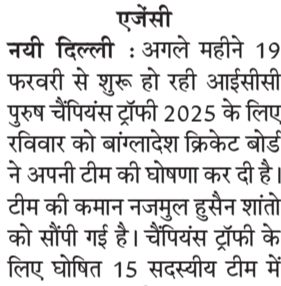 एजेंसी
नयी दिल्ली : अगले महीने 19
फरवरी से शुरू हो रही आईसीसी
पुरुष चैंपियंस ट्रॉफी 2025 के लिए
रविवार को बांग्लादेश क्रिकेट बोर्ड
ने अपनी टीम की घोषणा कर दी है।
टीम की कमान नजमुल हुसैन शांतो
को सौंपी गई है। चैंपियंस ट्रॉफी के
लिए घोषित 15 सदस्यीय टीम में